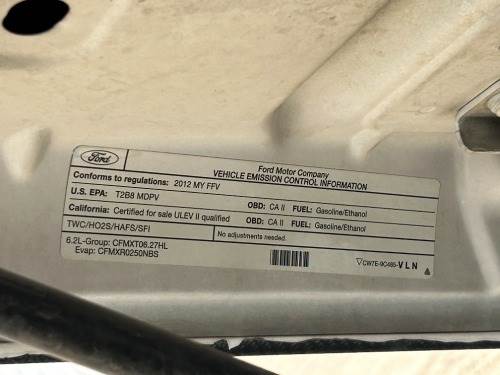 Ford
Ford Motor Company
VEHICLE EMISSION CONTROL INFORMATION
Conforms to regulations: 2012 MY FFV
U.S. EPA: T2B8 MDPV OBD: CA II FUEL: Gasoline/Ethanol
California: Certified for sale ULEV II qualified OBD: CA II FUEL: Gasoline/Ethanol
TWC/HO2S/HAFS/SFI No adjustments needed.
6.2L-Group: CFMXT06.27HL
Evap: CFMXR0250NBS
CW7E-9C485-VLN